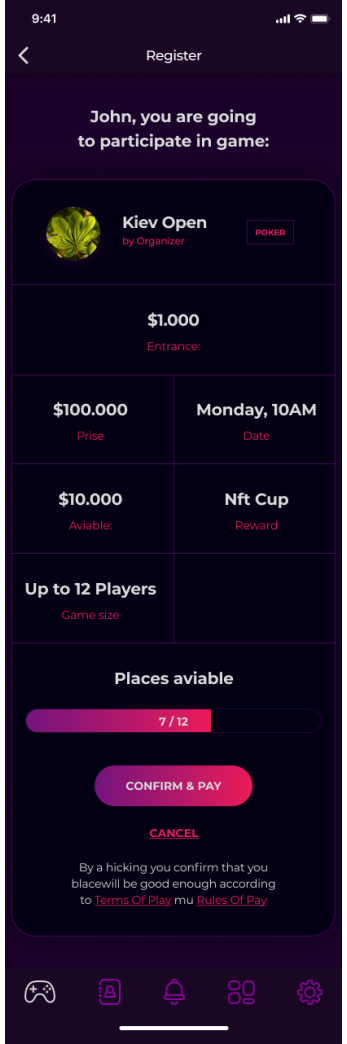 9:41
Register
John, you are going
to participate in game:
Kiev Open
by Organizer
POKER
$1.000
Entrance:
$100.000
Prise
Monday, 10AM
Date
$10.000
Aviable:
Nft Cup
Reward
Up to 12 Players
Game size
Places aviable
7 / 12
CONFIRM & PAY
CANCEL
By a hicking you confirm that you
blacewill be good enough according
to Terms Of Play mu Rules Of Pay